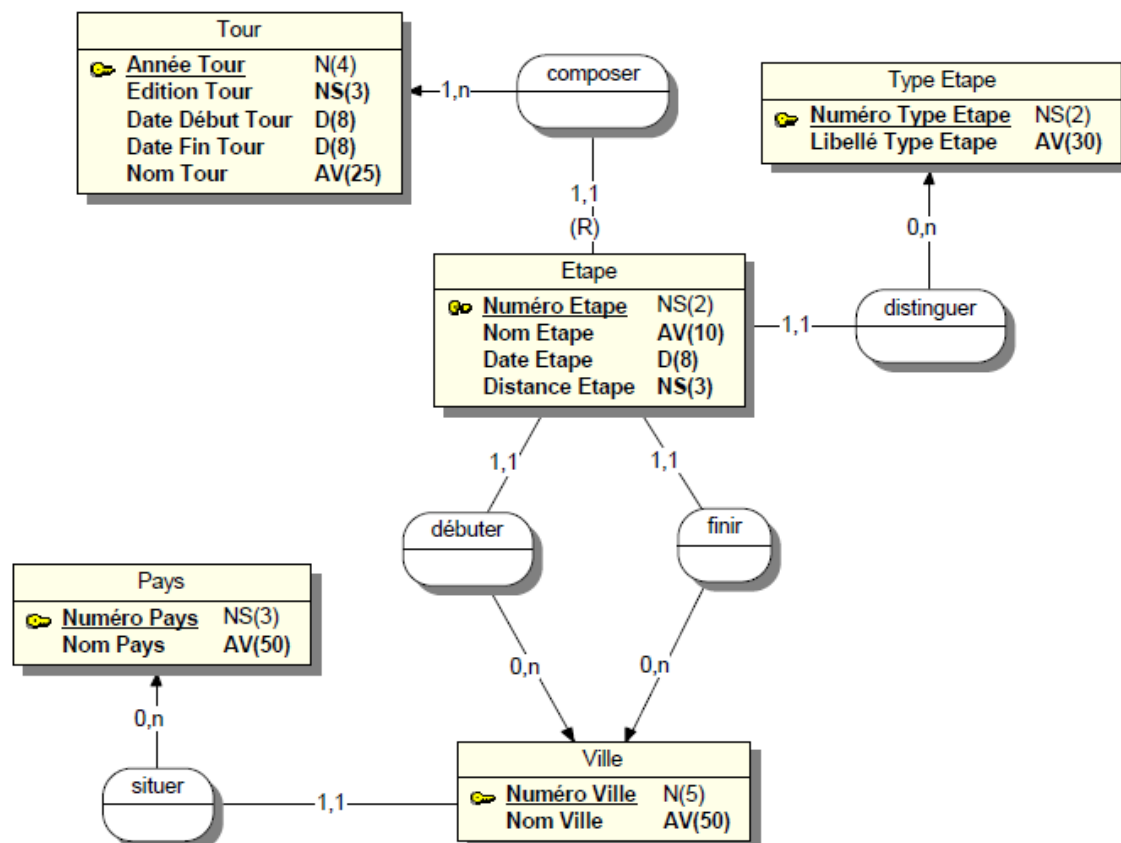 Tour
Année Tour N(4)
Edition Tour NS(3)
Date Début Tour D(8)
Date Fin Tour D(8)
Nom Tour AV(25)
1,n
composer
Type Etape
Numéro Type Etape NS(2)
Libellé Type Etape AV(30)
1,1
(R)
0,n
Etape
Numéro Etape NS(2)
Nom Etape AV(10)
Date Etape D(8)
Distance Etape NS(3)
1,1
distinguer
1,1
1,1
débuter
finir
Pays
Numéro Pays NS(3)
Nom Pays AV(50)
0,n
0,n
0,n
situer
1,1
Ville
Numéro Ville N(5)
Nom Ville AV(50)